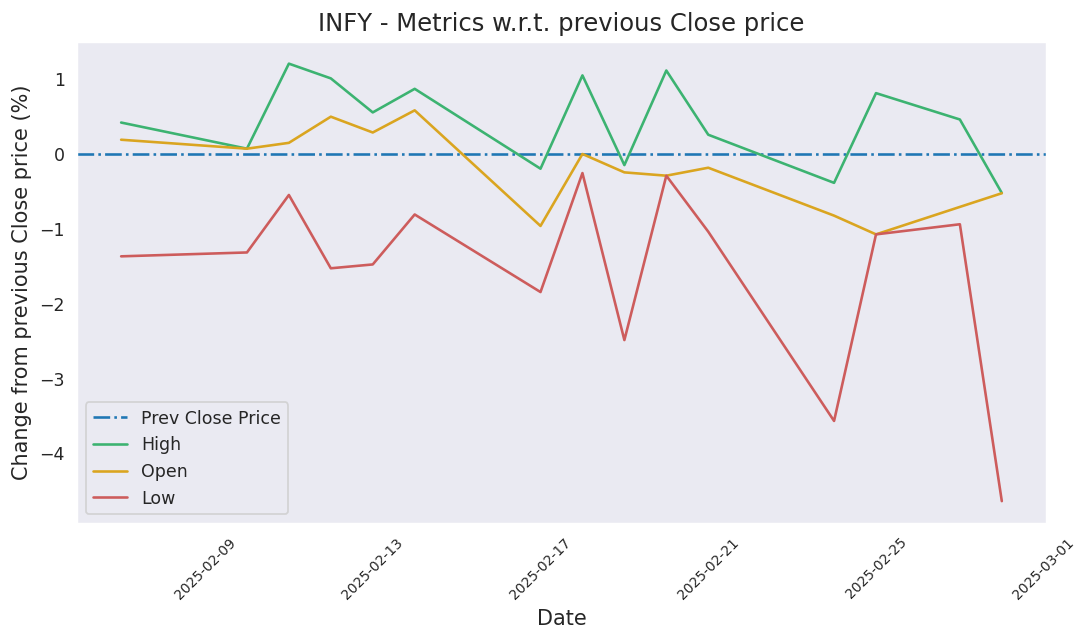 INFY - Metrics w.r.t. previous Close price
Change from previous Close price (%)
1
0
−1
−2
−3
−4
Prev Close Price
High
Open
Low
2025-02-09
2025-02-13
2025-02-17
2025-02-21
2025-02-25
2025-03-01
Date